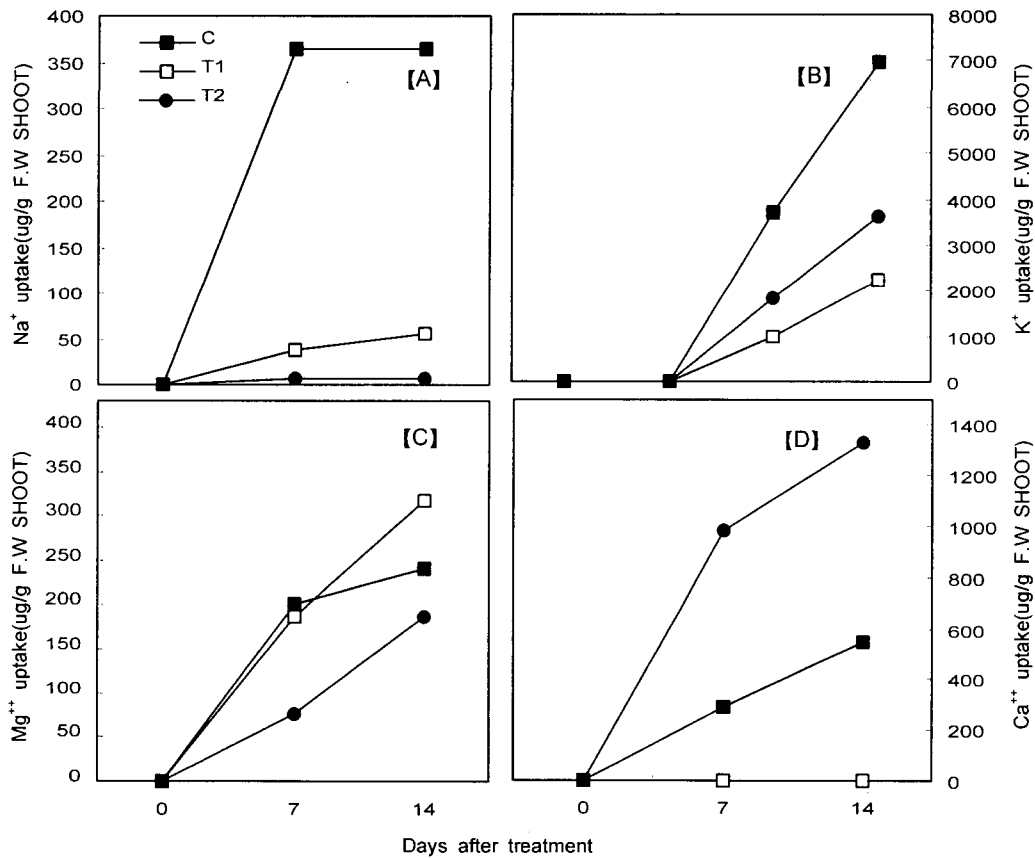 400
350
300
250
200
150
100
50
0
Na⁺ uptake(ug/g F.W SHOOT)
C
T1
T2
【A】
【B】
8000
7000
6000
5000
4000
3000
2000
1000
0
K⁺ uptake(ug/g F.W SHOOT)
400
350
300
250
200
150
100
50
0
Mg⁺⁺ uptake(ug/g F.W SHOOT)
【C】
0 7 14
【D】
1400
1200
1000
800
600
400
200
0
Ca⁺⁺ uptake(ug/g F.W SHOOT)
0 7 14
Days after treatment